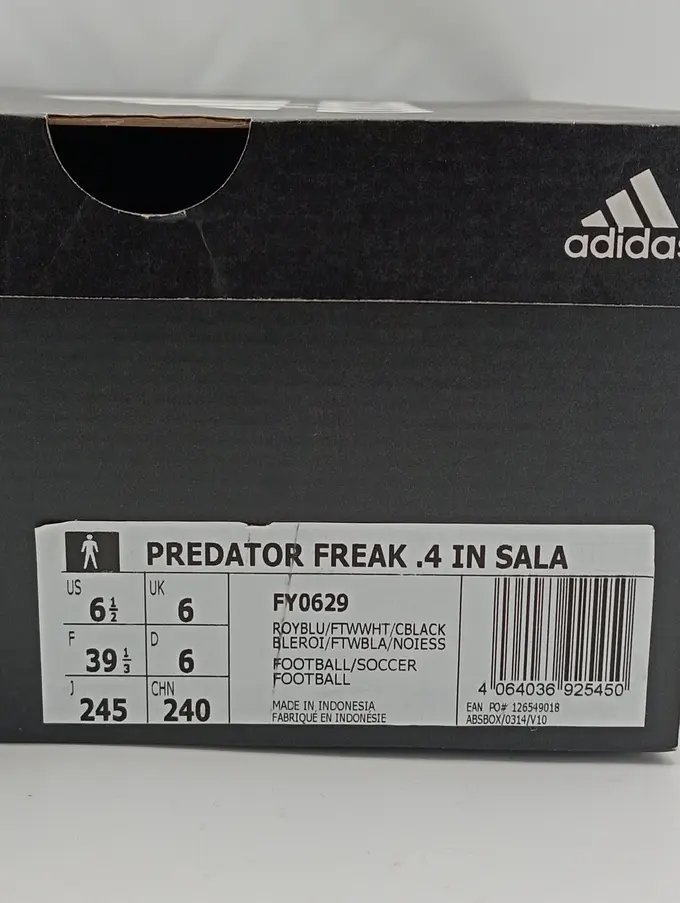 adidas
PREDATOR FREAK .4 IN SALA
US 6½ UK 6
F 39⅓ D 6
J 245 CHN 240
FY0629
ROYBLU/FTWWHT/CBLACK
BLEROI/FTWBLA/NOIESS
FOOTBALL/SOCCER
FOOTBALL
MADE IN INDONESIA
FABRIQUÉ EN INDONÉSIE
4 064036 925450
EAN PO# 126549018
ABSBOX/0314/V10